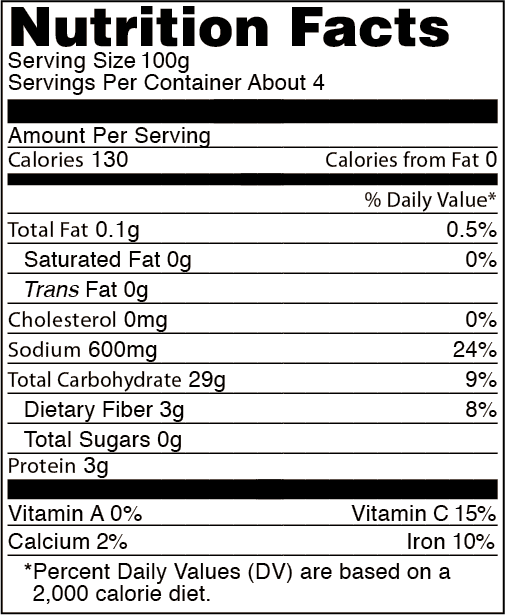 Nutrition Facts
Serving Size 100g
Servings Per Container About 4
Amount Per Serving
Calories 130 Calories from Fat 0
% Daily Value*
Total Fat 0.1g 0.5%
Saturated Fat 0g 0%
Trans Fat 0g
Cholesterol 0mg 0%
Sodium 600mg 24%
Total Carbohydrate 29g 9%
Dietary Fiber 3g 8%
Total Sugars 0g
Protein 3g
Vitamin A 0% Vitamin C 15%
Calcium 2% Iron 10%
*Percent Daily Values (DV) are based on a
2,000 calorie diet.